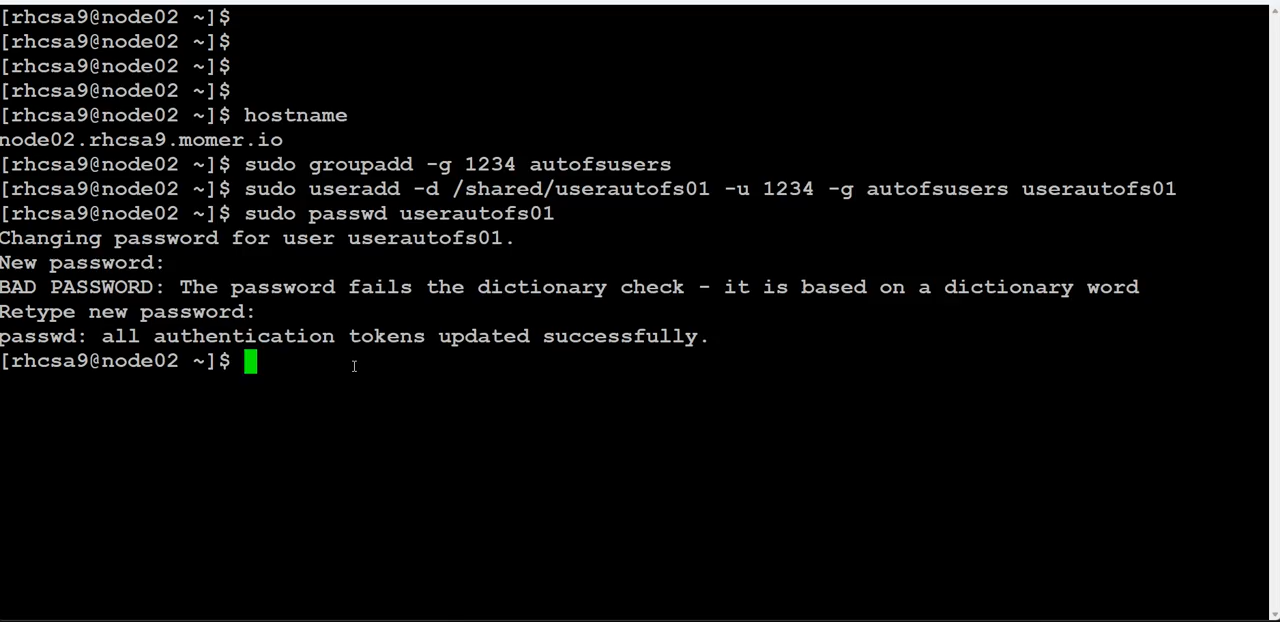 [rhcsa9@node02 ~]$
[rhcsa9@node02 ~]$
[rhcsa9@node02 ~]$
[rhcsa9@node02 ~]$
[rhcsa9@node02 ~]$ hostname
node02.rhcsa9.momer.io
[rhcsa9@node02 ~]$ sudo groupadd -g 1234 autofsusers
[rhcsa9@node02 ~]$ sudo useradd -d /shared/userautofs01 -u 1234 -g autofsusers userautofs01
[rhcsa9@node02 ~]$ sudo passwd userautofs01
Changing password for user userautofs01.
New password:
BAD PASSWORD: The password fails the dictionary check - it is based on a dictionary word
Retype new password:
passwd: all authentication tokens updated successfully.
[rhcsa9@node02 ~]$